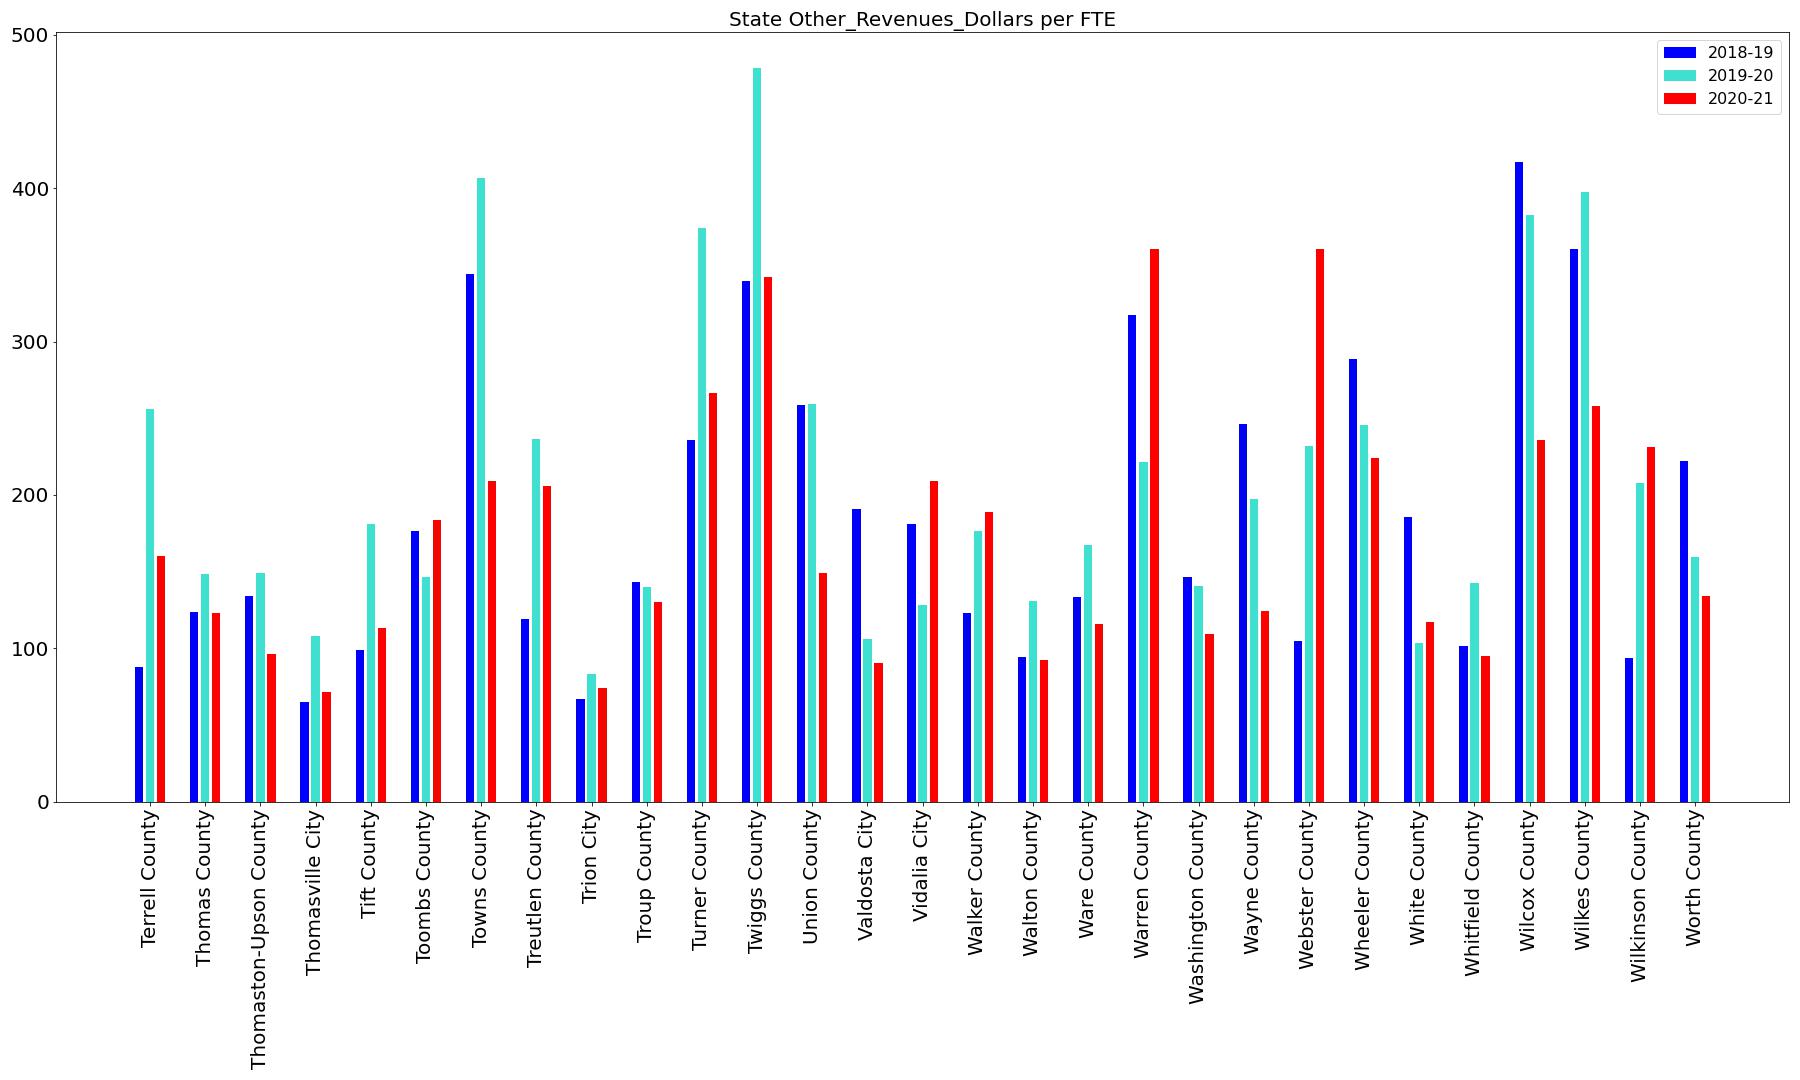 State Other_Revenues_Dollars per FTE
500
400
300
200
100
0
2018-19
2019-20
2020-21
Terrell County
Thomas County
Thomaston-Upson County
Thomasville City
Tift County
Toombs County
Towns County
Treutlen County
Trion City
Troup County
Turner County
Twiggs County
Union County
Valdosta City
Vidalia City
Walker County
Walton County
Ware County
Warren County
Washington County
Wayne County
Webster County
Wheeler County
White County
Whitfield County
Wilcox County
Wilkes County
Wilkinson County
Worth County